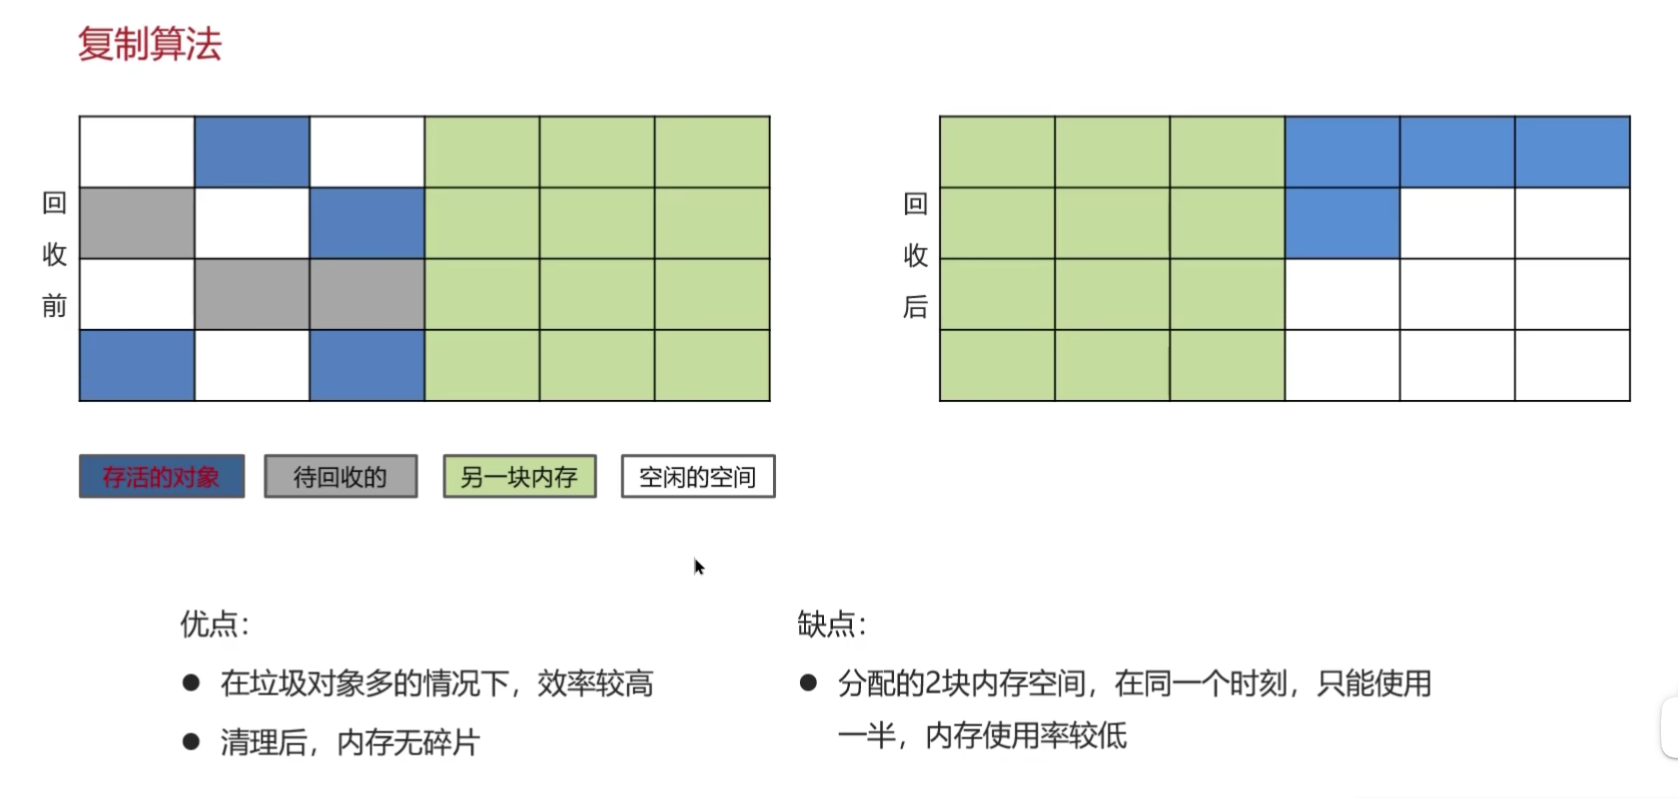 复制算法
回收前
回收后
存活的对象
待回收的
另一块内存
空闲的空间
优点：
● 在垃圾对象多的情况下，效率较高
● 清理后，内存无碎片
缺点：
● 分配的2块内存空间，在同一个时刻，只能使用
一半，内存使用率较低